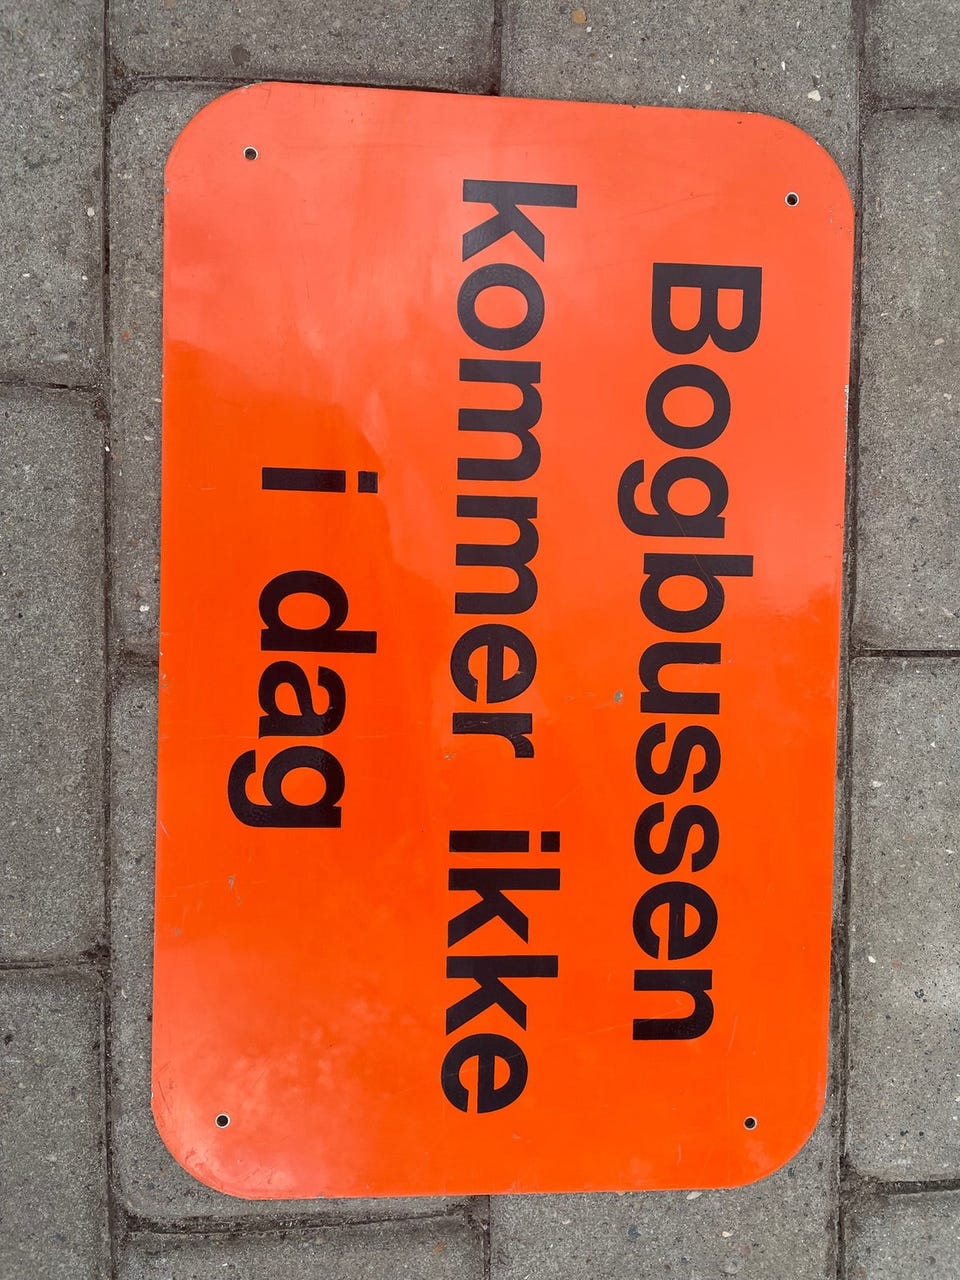 Bogbussen
kommer ikke
i dag